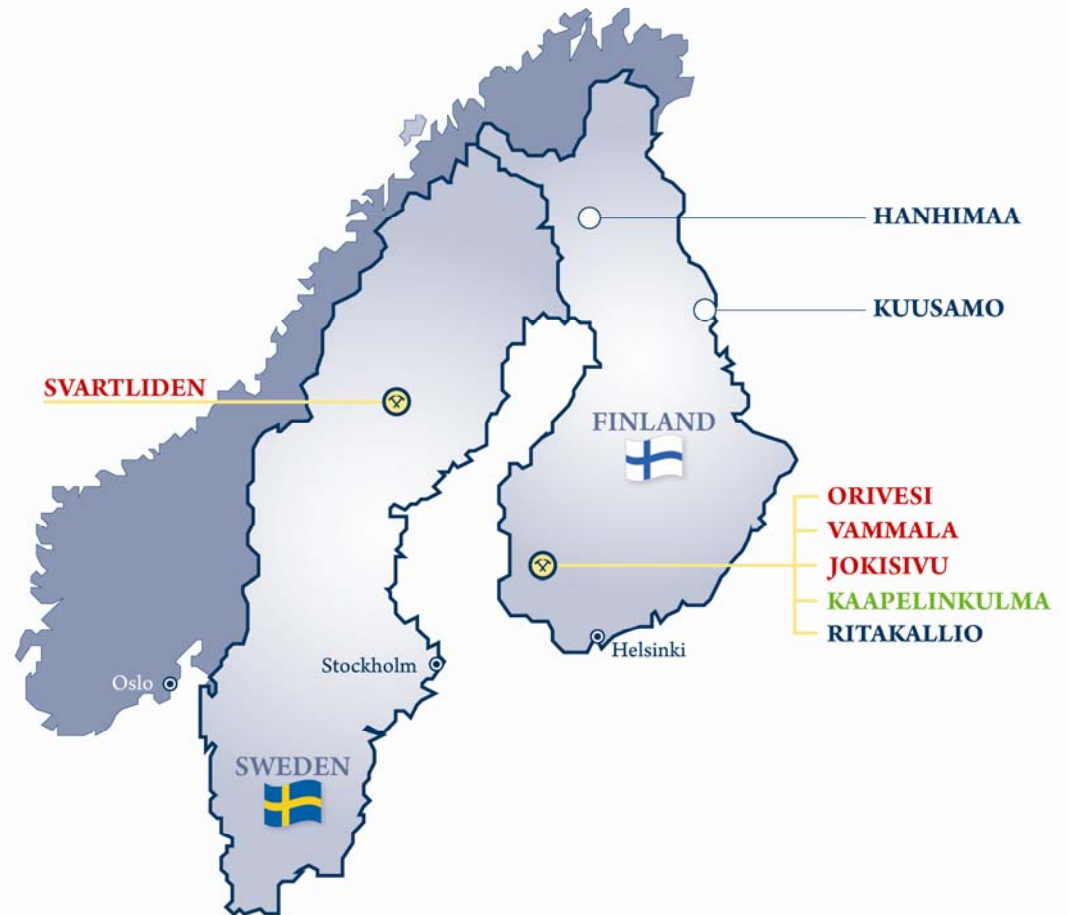 HANHIMAA
KUUSAMO
SVARTLIDEN
FINLAND
ORIVESI
VAMMALA
JOKISIVU
KAAPELINKULMA
RITAKALLIO
Helsinki
Stockholm
Oslo
SWEDEN